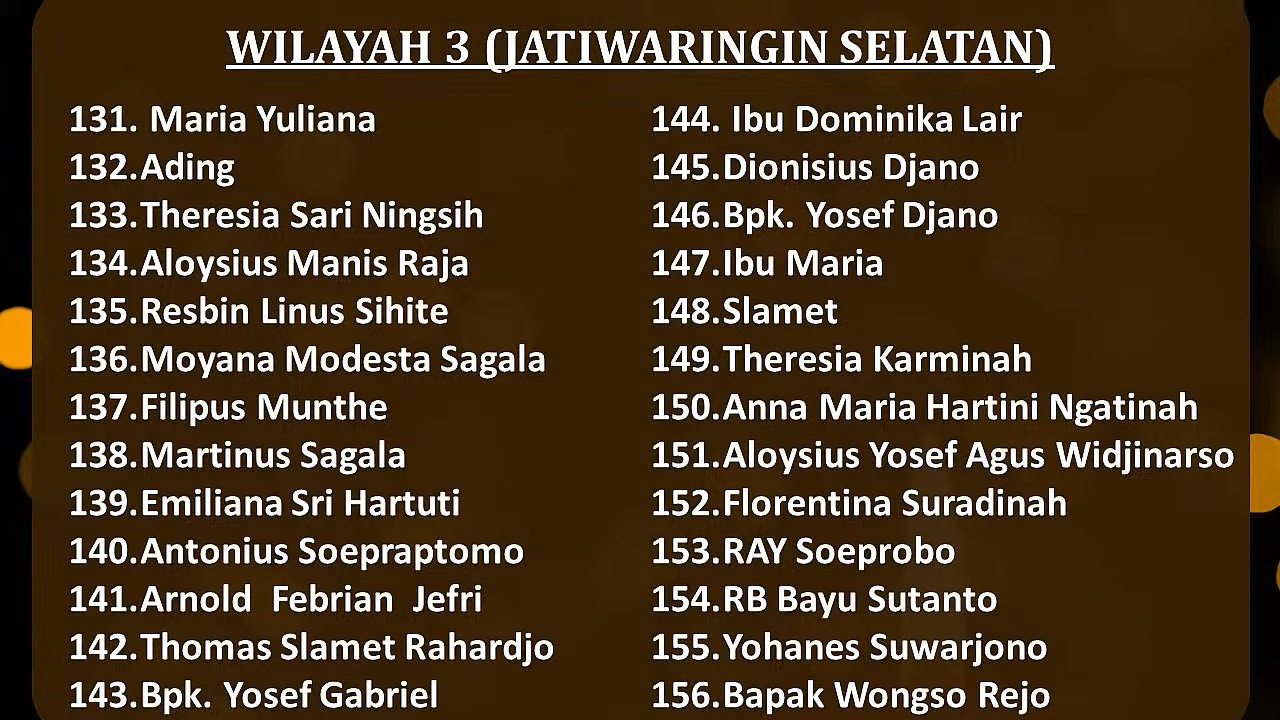 WILAYAH 3 (JATIWARINGIN SELATAN)
131. Maria Yuliana
132.Ading
133.Theresia Sari Ningsih
134.Aloysius Manis Raja
135.Resbin Linus Sihite
136.Moyana Modesta Sagala
137.Filipus Munthe
138.Martinus Sagala
139.Emiliana Sri Hartuti
140.Antonius Soepraptomo
141.Arnold Febrian Jefri
142.Thomas Slamet Rahardjo
143.Bpk. Yosef Gabriel
144. Ibu Dominika Lair
145.Dionisius Djano
146.Bpk. Yosef Djano
147.Ibu Maria
148.Slamet
149.Theresia Karminah
150.Anna Maria Hartini Ngatinah
151.Aloysius Yosef Agus Widjinarso
152.Florentina Suradinah
153.RAY Soeprobo
154.RB Bayu Sutanto
155.Yohanes Suwarjono
156.Bapak Wongso Rejo